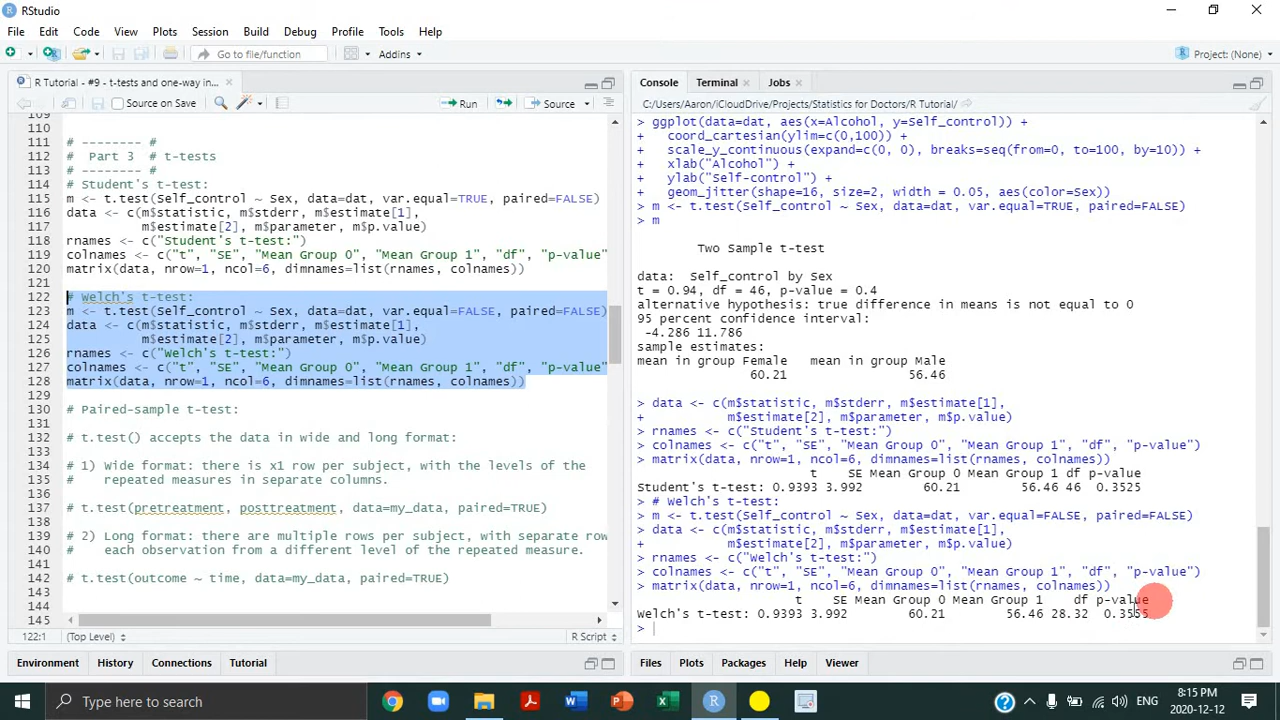 RStudio
File Edit Code View Plots Session Build Debug Profile Tools Help
Go to file/function Addins Project: (None)
R Tutorial - #9 - t-tests and one-way in...
Source on Save Run Source
109
110
111 # -------- #
112 # Part 3 # t-tests
113 # -------- #
114 # Student's t-test:
115 m <- t.test(Self_control ~ Sex, data=dat, var.equal=TRUE, paired=FALSE)
116 data <- c(m$statistic, m$stderr, m$estimate[1],
117 m$estimate[2], m$parameter, m$p.value)
118 rnames <- c("Student's t-test:")
119 colnames <- c("t", "SE", "Mean Group 0", "Mean Group 1", "df", "p-value"
120 matrix(data, nrow=1, ncol=6, dimnames=list(rnames, colnames))
121
122 # Welch's t-test:
123 m <- t.test(Self_control ~ Sex, data=dat, var.equal=FALSE, paired=FALSE)
124 data <- c(m$statistic, m$stderr, m$estimate[1],
125 m$estimate[2], m$parameter, m$p.value)
126 rnames <- c("Welch's t-test:")
127 colnames <- c("t", "SE", "Mean Group 0", "Mean Group 1", "df", "p-value"
128 matrix(data, nrow=1, ncol=6, dimnames=list(rnames, colnames))
129
130 # Paired-sample t-test:
131
132 # t.test() accepts the data in wide and long format:
133
134 # 1) Wide format: there is x1 row per subject, with the levels of the
135 # repeated measures in separate columns.
136
137 # t.test(pretreatment, posttreatment, data=my_data, paired=TRUE)
138
139 # 2) Long format: there are multiple rows per subject, with separate row
140 # each observation from a different level of the repeated measure.
141
142 # t.test(outcome ~ time, data=my_data, paired=TRUE)
143
144
145
122:1 (Top Level) R Script
Environment History Connections Tutorial
Console Terminal Jobs
C:/Users/Aaron/iCloudDrive/Projects/Statistics for Doctors/R Tutorial/
> ggplot(data=dat, aes(x=Alcohol, y=Self_control)) +
+ coord_cartesian(ylim=c(0,100)) +
+ scale_y_continuous(expand=c(0, 0), breaks=seq(from=0, to=100, by=10)) +
+ xlab("Alcohol") +
+ ylab("Self-control") +
+ geom_jitter(shape=16, size=2, width = 0.05, aes(color=Sex))
> m <- t.test(Self_control ~ Sex, data=dat, var.equal=TRUE, paired=FALSE)
> m
Two Sample t-test
data: Self_control by Sex
t = 0.94, df = 46, p-value = 0.4
alternative hypothesis: true difference in means is not equal to 0
95 percent confidence interval:
-4.286 11.786
sample estimates:
mean in group Female mean in group Male
60.21 56.46
> data <- c(m$statistic, m$stderr, m$estimate[1],
+ m$estimate[2], m$parameter, m$p.value)
> rnames <- c("Student's t-test:")
> colnames <- c("t", "SE", "Mean Group 0", "Mean Group 1", "df", "p-value")
> matrix(data, nrow=1, ncol=6, dimnames=list(rnames, colnames))
t SE Mean Group 0 Mean Group 1 df p-value
Student's t-test: 0.9393 3.992 60.21 56.46 46 0.3525
> # Welch's t-test:
> m <- t.test(Self_control ~ Sex, data=dat, var.equal=FALSE, paired=FALSE)
> data <- c(m$statistic, m$stderr, m$estimate[1],
+ m$estimate[2], m$parameter, m$p.value)
> rnames <- c("Welch's t-test:")
> colnames <- c("t", "SE", "Mean Group 0", "Mean Group 1", "df", "p-value")
> matrix(data, nrow=1, ncol=6, dimnames=list(rnames, colnames))
t SE Mean Group 0 Mean Group 1 df p-value
Welch's t-test: 0.9393 3.992 60.21 56.46 28.32 0.3555
>
Files Plots Packages Help Viewer
Type here to search
ENG
8:15 PM
2020-12-12